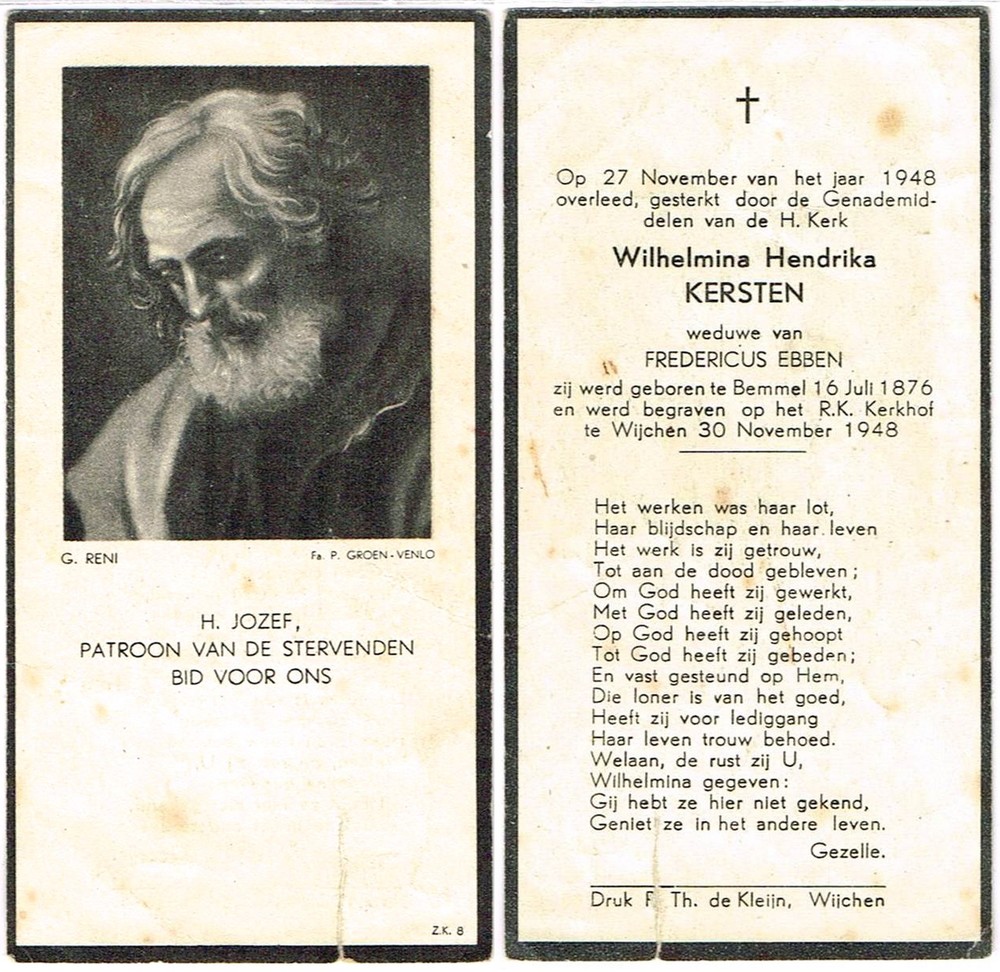 G. RENI
Fa. P. GROEN - VENLO
H. JOZEF,
PATROON VAN DE STERVENDEN
BID VOOR ONS
Z.K. 8
Op 27 November van het jaar 1948
overleed, gesterkt door de Genademid-
delen van de H. Kerk
Wilhelmina Hendrika
KERSTEN
weduwe van
FREDERICUS EBBEN
zij werd geboren te Bemmel 16 Juli 1876
en werd begraven op het R.K. Kerkhof
te Wijchen 30 November 1948
Het werken was haar lot,
Haar blijdschap en haar leven
Het werk is zij getrouw,
Tot aan de dood gebleven;
Om God heeft zij gewerkt,
Met God heeft zij geleden,
Op God heeft zij gehoopt
Tot God heeft zij gebeden;
En vast gesteund op Hem,
Die loner is van het goed,
Heeft zij voor lediggang
Haar leven trouw behoed.
Welaan, de rust zij U,
Wilhelmina gegeven:
Gij hebt ze hier niet gekend,
Geniet ze in het andere leven.
Gezelle.
Druk Th. de Kleijn, Wijchen